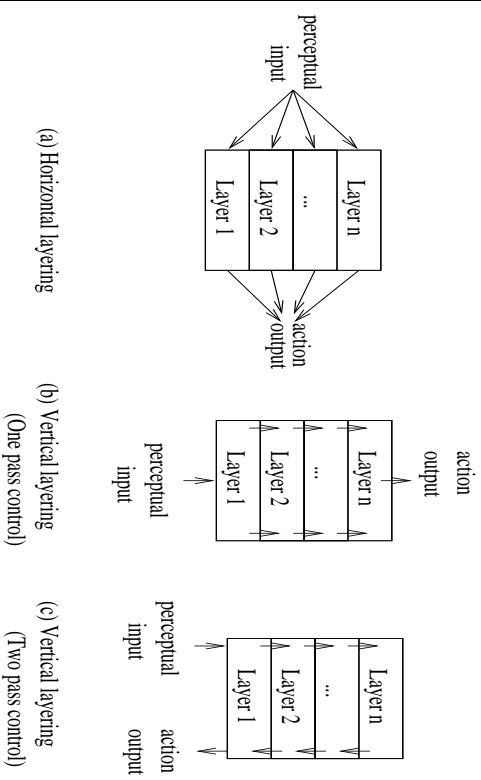 perceptual
input
Layer n
...
Layer 2
Layer 1
action
output
(a) Horizontal layering
action
output
Layer n
...
Layer 2
Layer 1
perceptual
input
(b) Vertical layering
(One pass control)
Layer n
...
Layer 2
Layer 1
perceptual
input
action
output
(c) Vertical layering
(Two pass control)